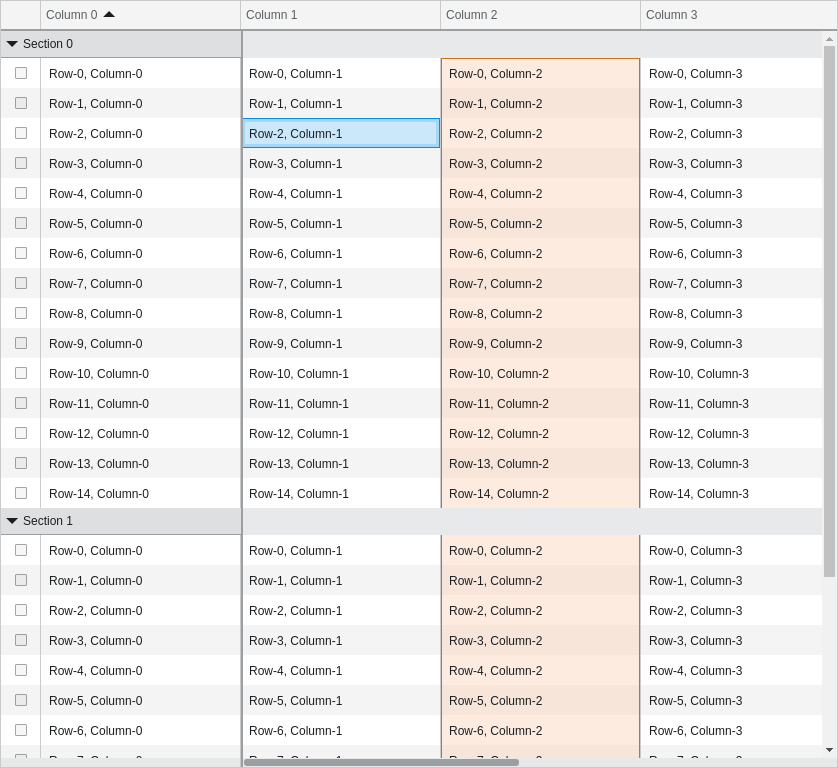 Column 0 Column 1 Column 2 Column 3
Section 0
Row-0, Column-0 Row-0, Column-1 Row-0, Column-2 Row-0, Column-3
Row-1, Column-0 Row-1, Column-1 Row-1, Column-2 Row-1, Column-3
Row-2, Column-0 Row-2, Column-1 Row-2, Column-2 Row-2, Column-3
Row-3, Column-0 Row-3, Column-1 Row-3, Column-2 Row-3, Column-3
Row-4, Column-0 Row-4, Column-1 Row-4, Column-2 Row-4, Column-3
Row-5, Column-0 Row-5, Column-1 Row-5, Column-2 Row-5, Column-3
Row-6, Column-0 Row-6, Column-1 Row-6, Column-2 Row-6, Column-3
Row-7, Column-0 Row-7, Column-1 Row-7, Column-2 Row-7, Column-3
Row-8, Column-0 Row-8, Column-1 Row-8, Column-2 Row-8, Column-3
Row-9, Column-0 Row-9, Column-1 Row-9, Column-2 Row-9, Column-3
Row-10, Column-0 Row-10, Column-1 Row-10, Column-2 Row-10, Column-3
Row-11, Column-0 Row-11, Column-1 Row-11, Column-2 Row-11, Column-3
Row-12, Column-0 Row-12, Column-1 Row-12, Column-2 Row-12, Column-3
Row-13, Column-0 Row-13, Column-1 Row-13, Column-2 Row-13, Column-3
Row-14, Column-0 Row-14, Column-1 Row-14, Column-2 Row-14, Column-3
Section 1
Row-0, Column-0 Row-0, Column-1 Row-0, Column-2 Row-0, Column-3
Row-1, Column-0 Row-1, Column-1 Row-1, Column-2 Row-1, Column-3
Row-2, Column-0 Row-2, Column-1 Row-2, Column-2 Row-2, Column-3
Row-3, Column-0 Row-3, Column-1 Row-3, Column-2 Row-3, Column-3
Row-4, Column-0 Row-4, Column-1 Row-4, Column-2 Row-4, Column-3
Row-5, Column-0 Row-5, Column-1 Row-5, Column-2 Row-5, Column-3
Row-6, Column-0 Row-6, Column-1 Row-6, Column-2 Row-6, Column-3